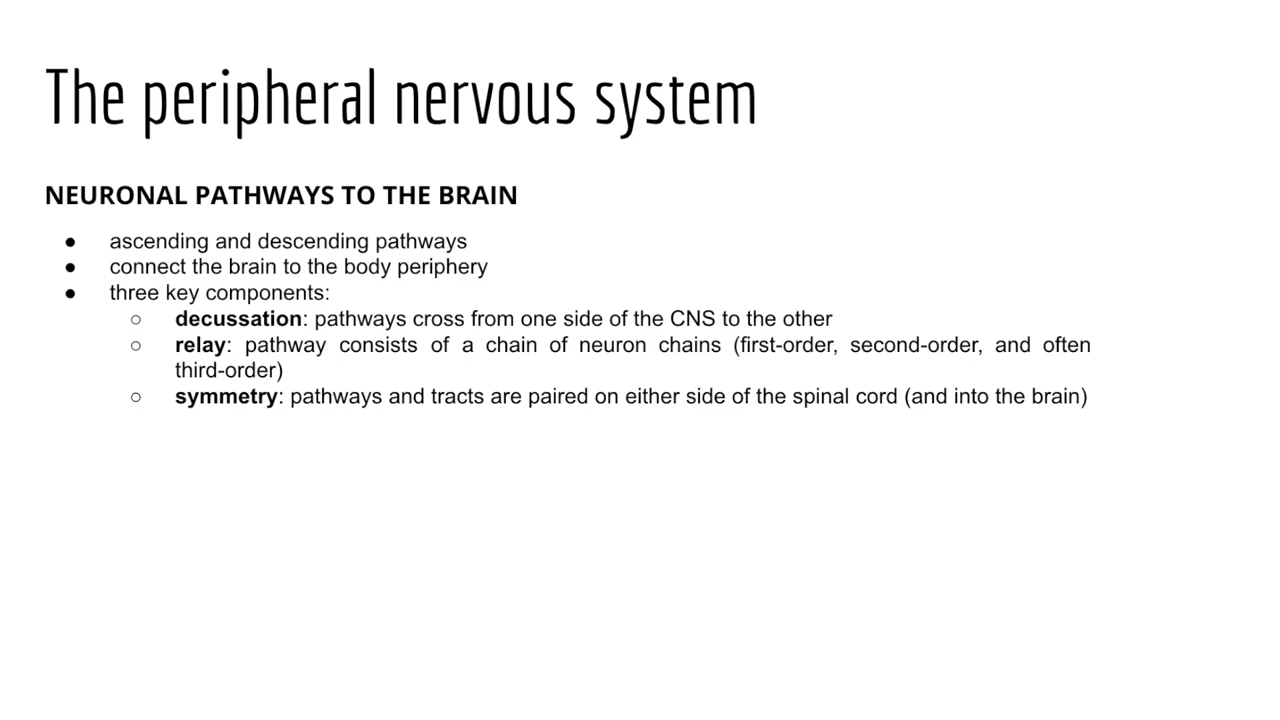 The peripheral nervous system
NEURONAL PATHWAYS TO THE BRAIN
● ascending and descending pathways
● connect the brain to the body periphery
● three key components:
○ decussation: pathways cross from one side of the CNS to the other
○ relay: pathway consists of a chain of neuron chains (first-order, second-order, and often
third-order)
○ symmetry: pathways and tracts are paired on either side of the spinal cord (and into the brain)